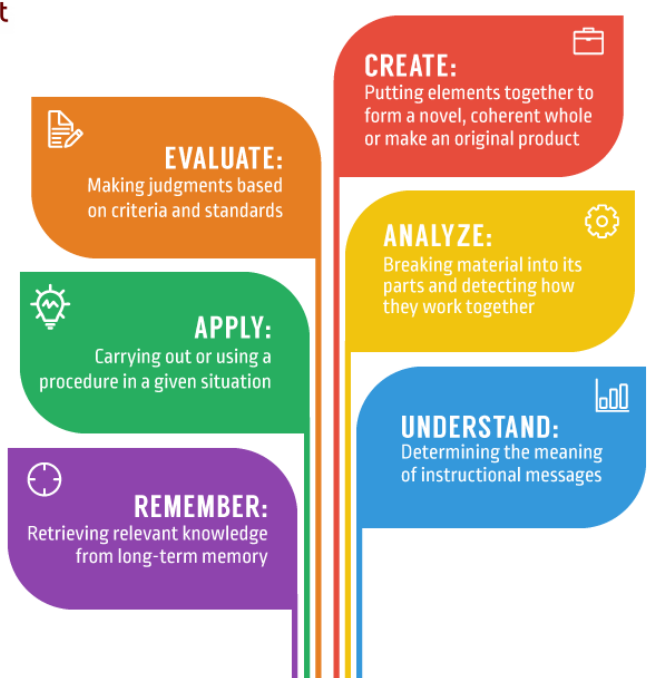 t
CREATE:
Putting elements together to
form a novel, coherent whole
or make an original product
EVALUATE:
Making judgments based
on criteria and standards
ANALYZE:
Breaking material into its
parts and detecting how
they work together
APPLY:
Carrying out or using a
procedure in a given situation
UNDERSTAND:
Determining the meaning
of instructional messages
REMEMBER:
Retrieving relevant knowledge
from long-term memory